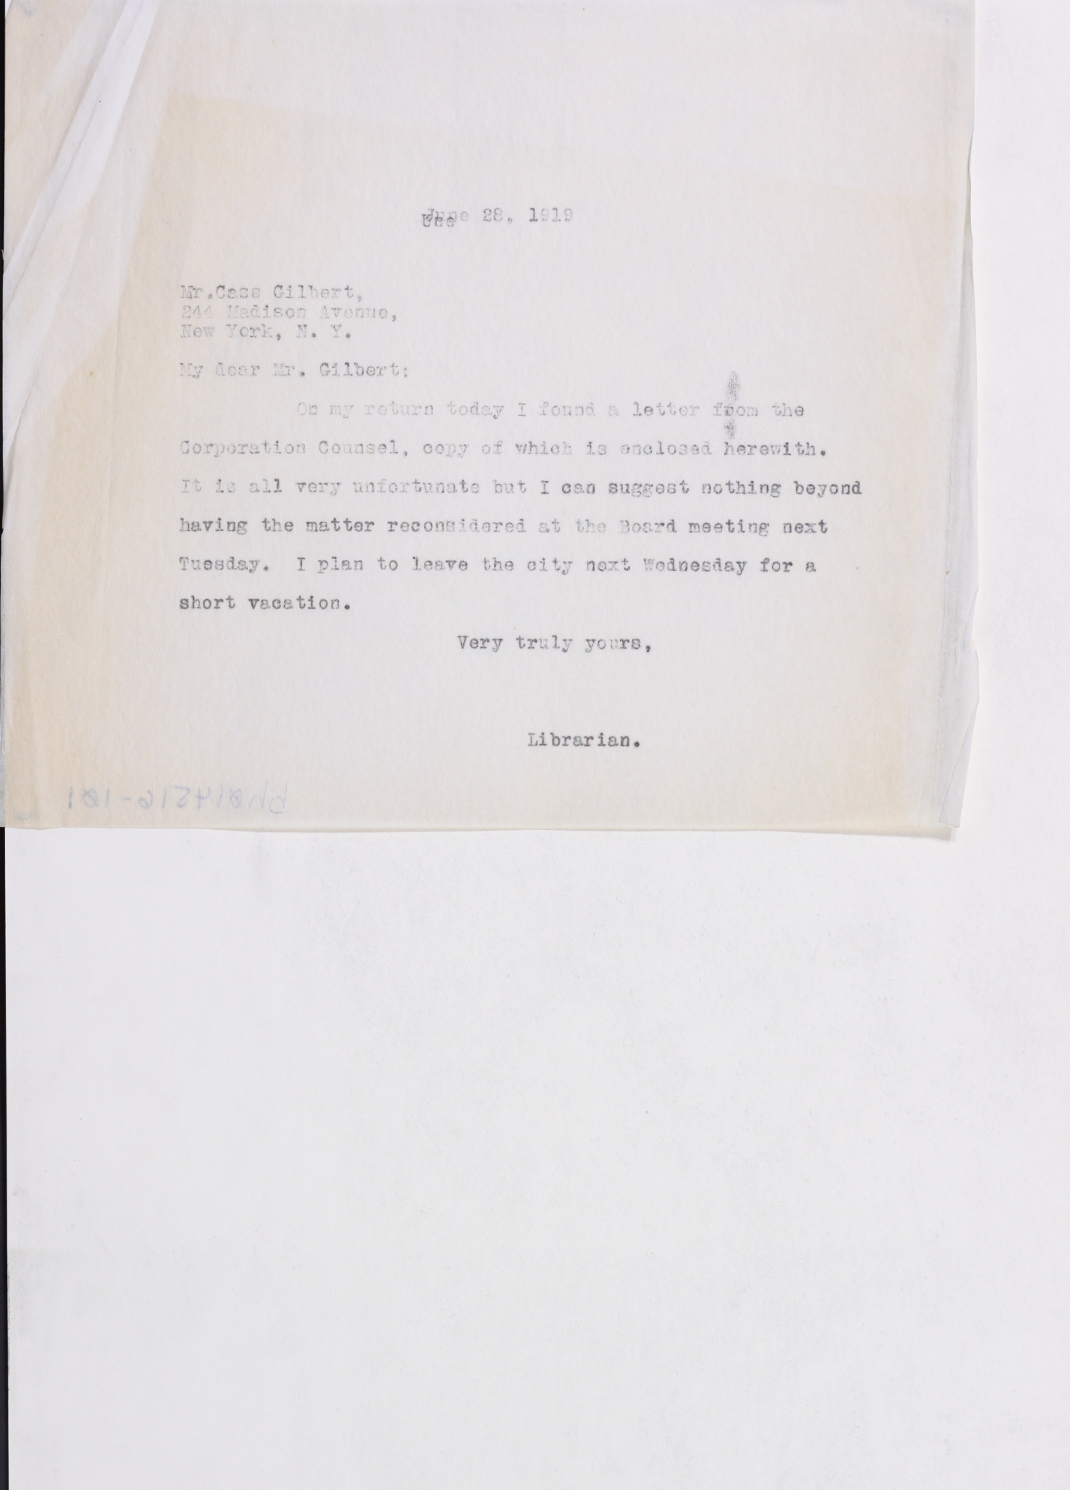 June 28, 1919
Mr.Cass Gilbert,
244 Madison Avenue,
New York, N. Y.
My dear Mr. Gilbert:
On my return today I found a letter from the
Corporation Counsel, copy of which is enclosed herewith.
It is all very unfortunate but I can suggest nothing beyond
having the matter reconsidered at the Board meeting next
Tuesday. I plan to leave the city next Wednesday for a
short vacation.
Very truly yours,
Librarian.